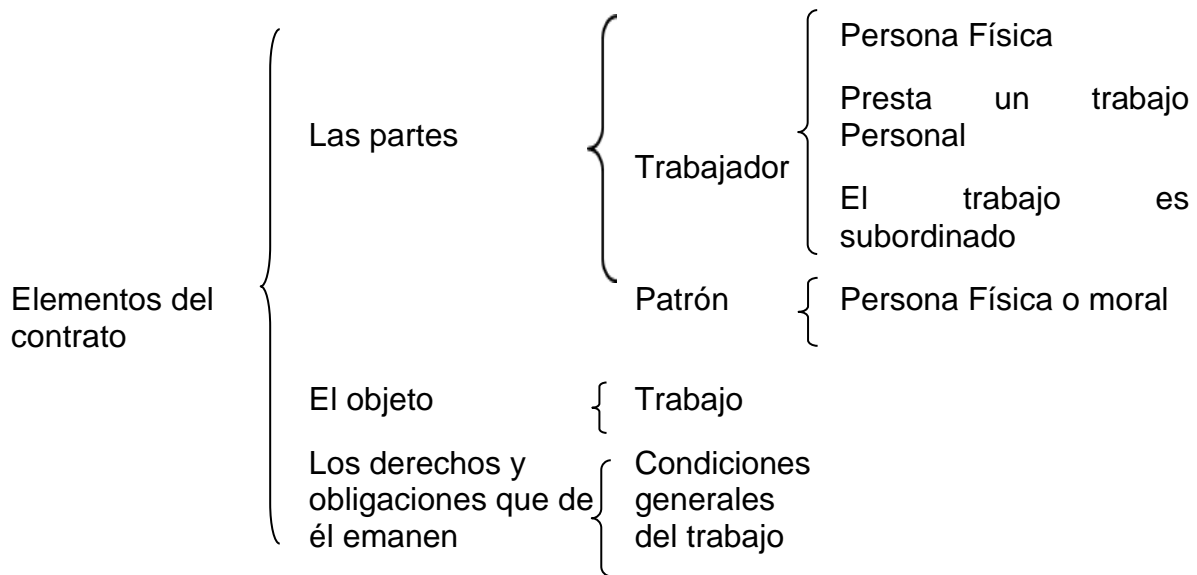 Persona Física
Presta un trabajo
Personal
Las partes
Trabajador
El trabajo es
subordinado
Elementos del
contrato
Patrón
Persona Física o moral
El objeto
Trabajo
Los derechos y
obligaciones que de
él emanen
Condiciones
generales
del trabajo